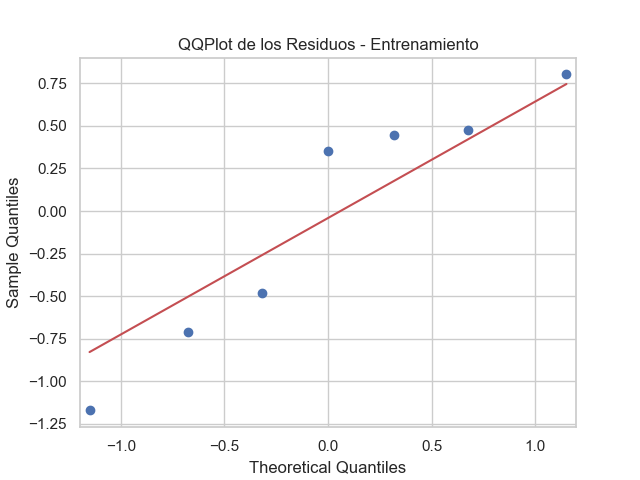 QQPlot de los Residuos - Entrenamiento
0.75
0.50
0.25
0.00
−0.25
−0.50
−0.75
−1.00
−1.25
Sample Quantiles
−1.0 −0.5 0.0 0.5 1.0
Theoretical Quantiles